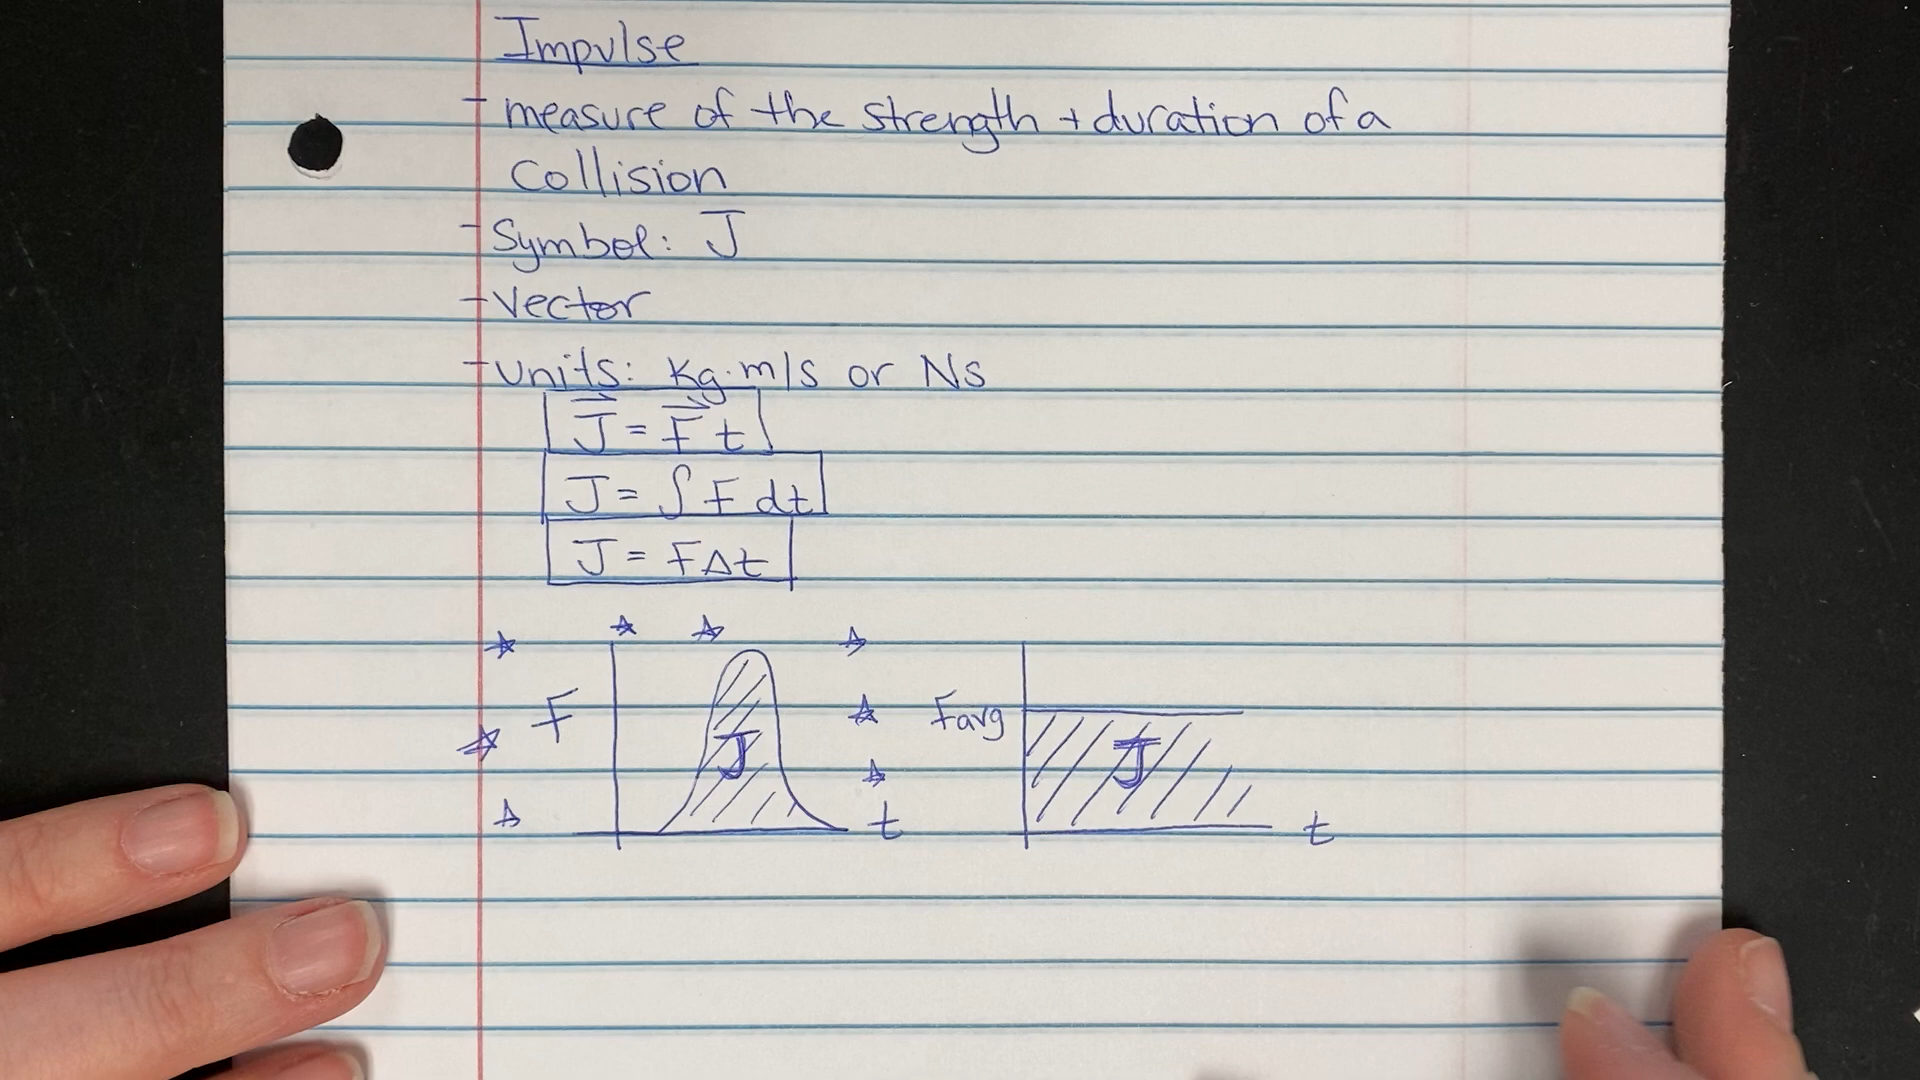 Impulse
- measure of the strength + duration of a
collision
- Symbol: J
- Vector
- units: kg·m/s or Ns
J⃗ = F⃗ t
J = ∫ F dt
J = FΔt
F J t
Favg J t